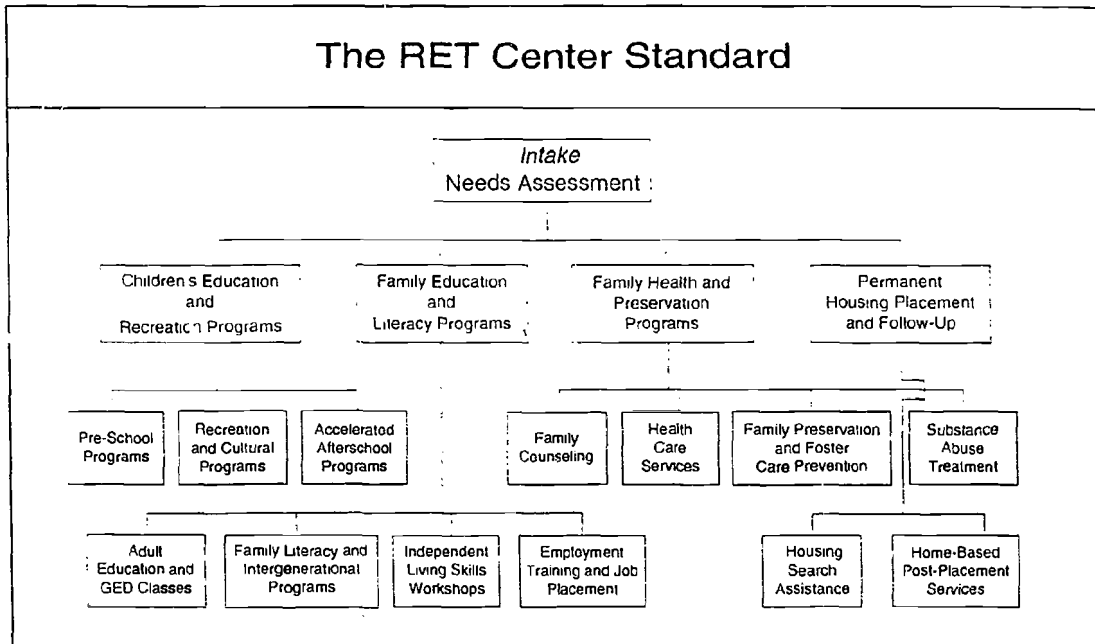 The RET Center Standard
Intake
Needs Assessment
Children's Education
and
Recreation Programs
Family Education
and
Literacy Programs
Family Health and
Preservation
Programs
Permanent
Housing Placement
and Follow-Up
Pre-School
Programs
Recreation
and Cultural
Programs
Accelerated
Afterschool
Programs
Family
Counseling
Health
Care
Services
Family Preservation
and Foster
Care Prevention
Substance
Abuse
Treatment
Adult
Education and
GED Classes
Family Literacy and
Intergenerational
Programs
Independent
Living Skills
Workshops
Employment
Training and Job
Placement
Housing
Search
Assistance
Home-Based
Post-Placement
Services